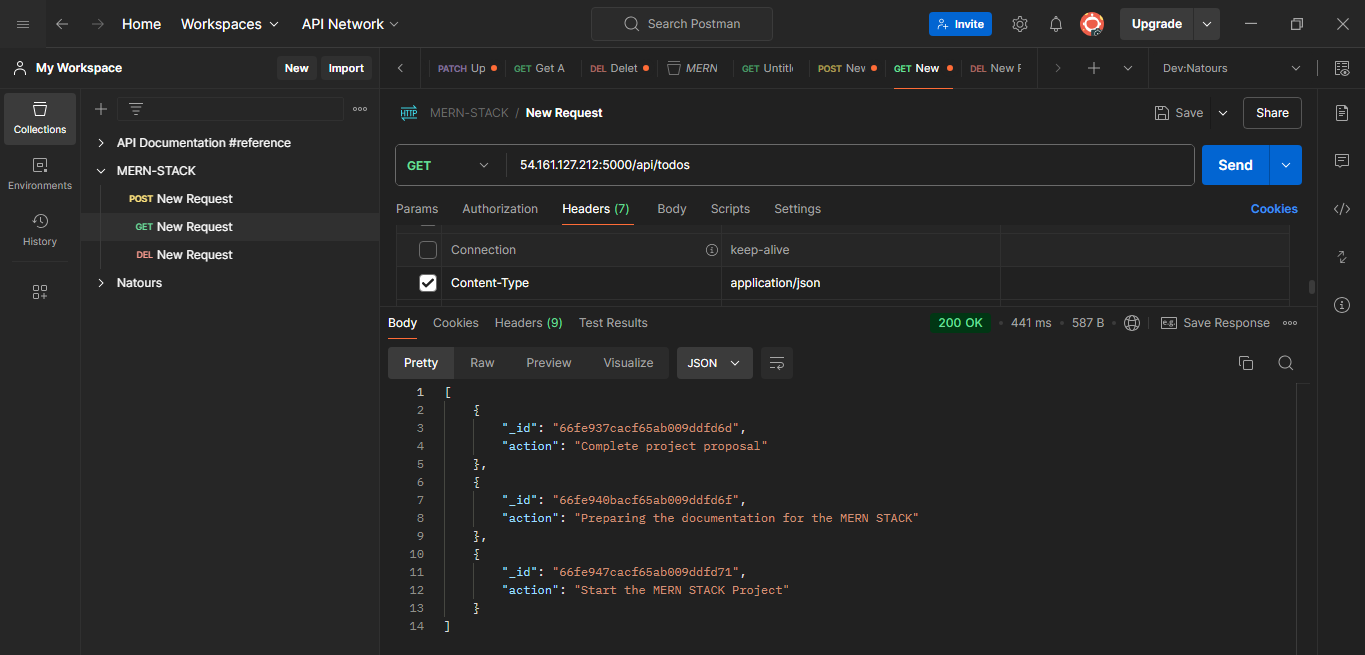 Home Workspaces API Network Search Postman Invite Upgrade
My Workspace New Import PATCH Up GET Get A DEL Delet MERN GET Untitl POST Nev GET New DEL New F Dev:Natours
Collections
Environments
History
API Documentation #reference
MERN-STACK
POST New Request
GET New Request
DEL New Request
Natours
HTTP MERN-STACK / New Request Save Share
GET 54.161.127.212:5000/api/todos Send
Params Authorization Headers (7) Body Scripts Settings Cookies
Connection keep-alive
Content-Type application/json
Body Cookies Headers (9) Test Results 200 OK 441 ms 587 B e.g. Save Response
Pretty Raw Preview Visualize JSON
1 [
2 {
3 "_id": "66fe937cacf65ab009ddfd6d",
4 "action": "Complete project proposal"
5 },
6 {
7 "_id": "66fe940bacf65ab009ddfd6f",
8 "action": "Preparing the documentation for the MERN STACK"
9 },
10 {
11 "_id": "66fe947cacf65ab009ddfd71",
12 "action": "Start the MERN STACK Project"
13 }
14 ]